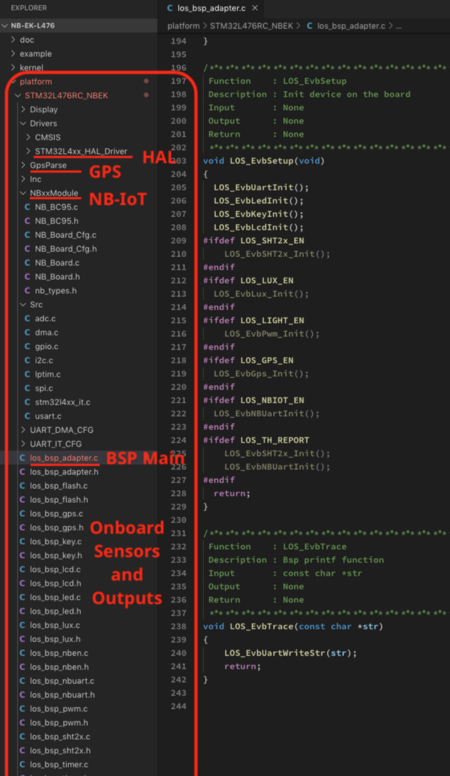 EXPLORER
NB-EK-L476
doc
example
kernel
platform
STM32L476RC_NBEK
Display
Drivers
CMSIS
STM32L4xx_HAL_Driver
HAL
GpsParse
GPS
Inc
NBxxModule
NB-IoT
C NB_BC95.c
C NB_BC95.h
C NB_Board_Cfg.c
C NB_Board_Cfg.h
C NB_Board.c
C NB_Board.h
C nb_types.h
Src
C adc.c
C dma.c
C gpio.c
C i2c.c
C lptim.c
C spi.c
C stm32l4xx_it.c
C usart.c
UART_DMA_CFG
UART_IT_CFG
C los_bsp_adapter.c
BSP Main
C los_bsp_adapter.h
C los_bsp_flash.c
C los_bsp_flash.h
C los_bsp_gps.c
C los_bsp_gps.h
C los_bsp_key.c
C los_bsp_key.h
C los_bsp_lcd.c
C los_bsp_lcd.h
C los_bsp_led.c
C los_bsp_led.h
Onboard
Sensors
and
Outputs
C los_bsp_lux.c
C los_bsp_lux.h
C los_bsp_nben.c
C los_bsp_nben.h
C los_bsp_nbuart.c
C los_bsp_nbuart.h
C los_bsp_pwm.c
C los_bsp_pwm.h
C los_bsp_sht2x.c
C los_bsp_sht2x.h
C los_bsp_timer.c
C los_bsp_adapter.c ×
platform > STM32L476RC_NBEK > C los_bsp_adapter.c > ...
194 }
195
196 /*****************************
197 Function : LOS_EvbSetup
198 Description : Init device on the board
199 Input : None
200 Output : None
201 Return : None
202 *****************************
203 void LOS_EvbSetup(void)
204 {
205 LOS_EvbUartInit();
206 LOS_EvbLedInit();
207 LOS_EvbKeyInit();
208 LOS_EvbLcdInit();
209 #ifdef LOS_SHT2x_EN
210 LOS_EvbSHT2x_Init();
211 #endif
212 #ifdef LOS_LUX_EN
213 LOS_EvbLux_Init();
214 #endif
215 #ifdef LOS_LIGHT_EN
216 LOS_EvbPwm_Init();
217 #endif
218 #ifdef LOS_GPS_EN
219 LOS_EvbGps_Init();
220 #endif
221 #ifdef LOS_NBIOT_EN
222 LOS_EvbNBUartInit();
223 #endif
224 #ifdef LOS_TH_REPORT
225 LOS_EvbSHT2x_Init();
226 LOS_EvbNBUartInit();
227 #endif
228 return;
229 }
230
231 /*****************************
232 Function : LOS_EvbTrace
233 Description : Bsp printf function
234 Input : const char *str
235 Output : None
236 Return : None
237 *****************************
238 void LOS_EvbTrace(const char *str)
239 {
240 LOS_EvbUartWriteStr(str);
241 return;
242 }
243
244